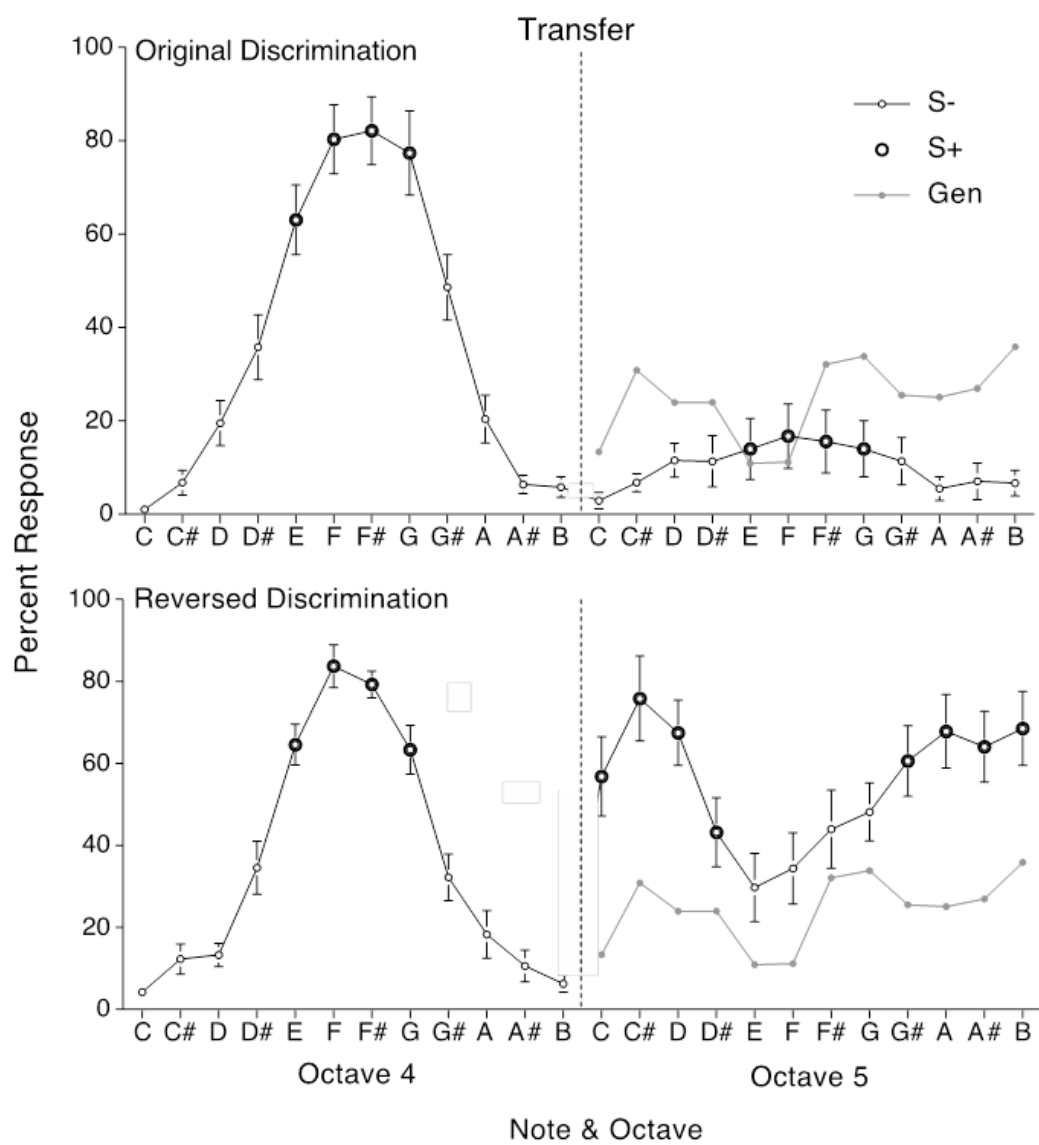 Transfer
Original Discrimination
S-
S+
Gen
100
80
60
40
20
0
C C# D D# E F F# G G# A A# B C C# D D# E F F# G G# A A# B
Percent Response
Reversed Discrimination
100
80
60
40
20
0
C C# D D# E F F# G G# A A# B C C# D D# E F F# G G# A A# B
Octave 4 Octave 5
Note & Octave